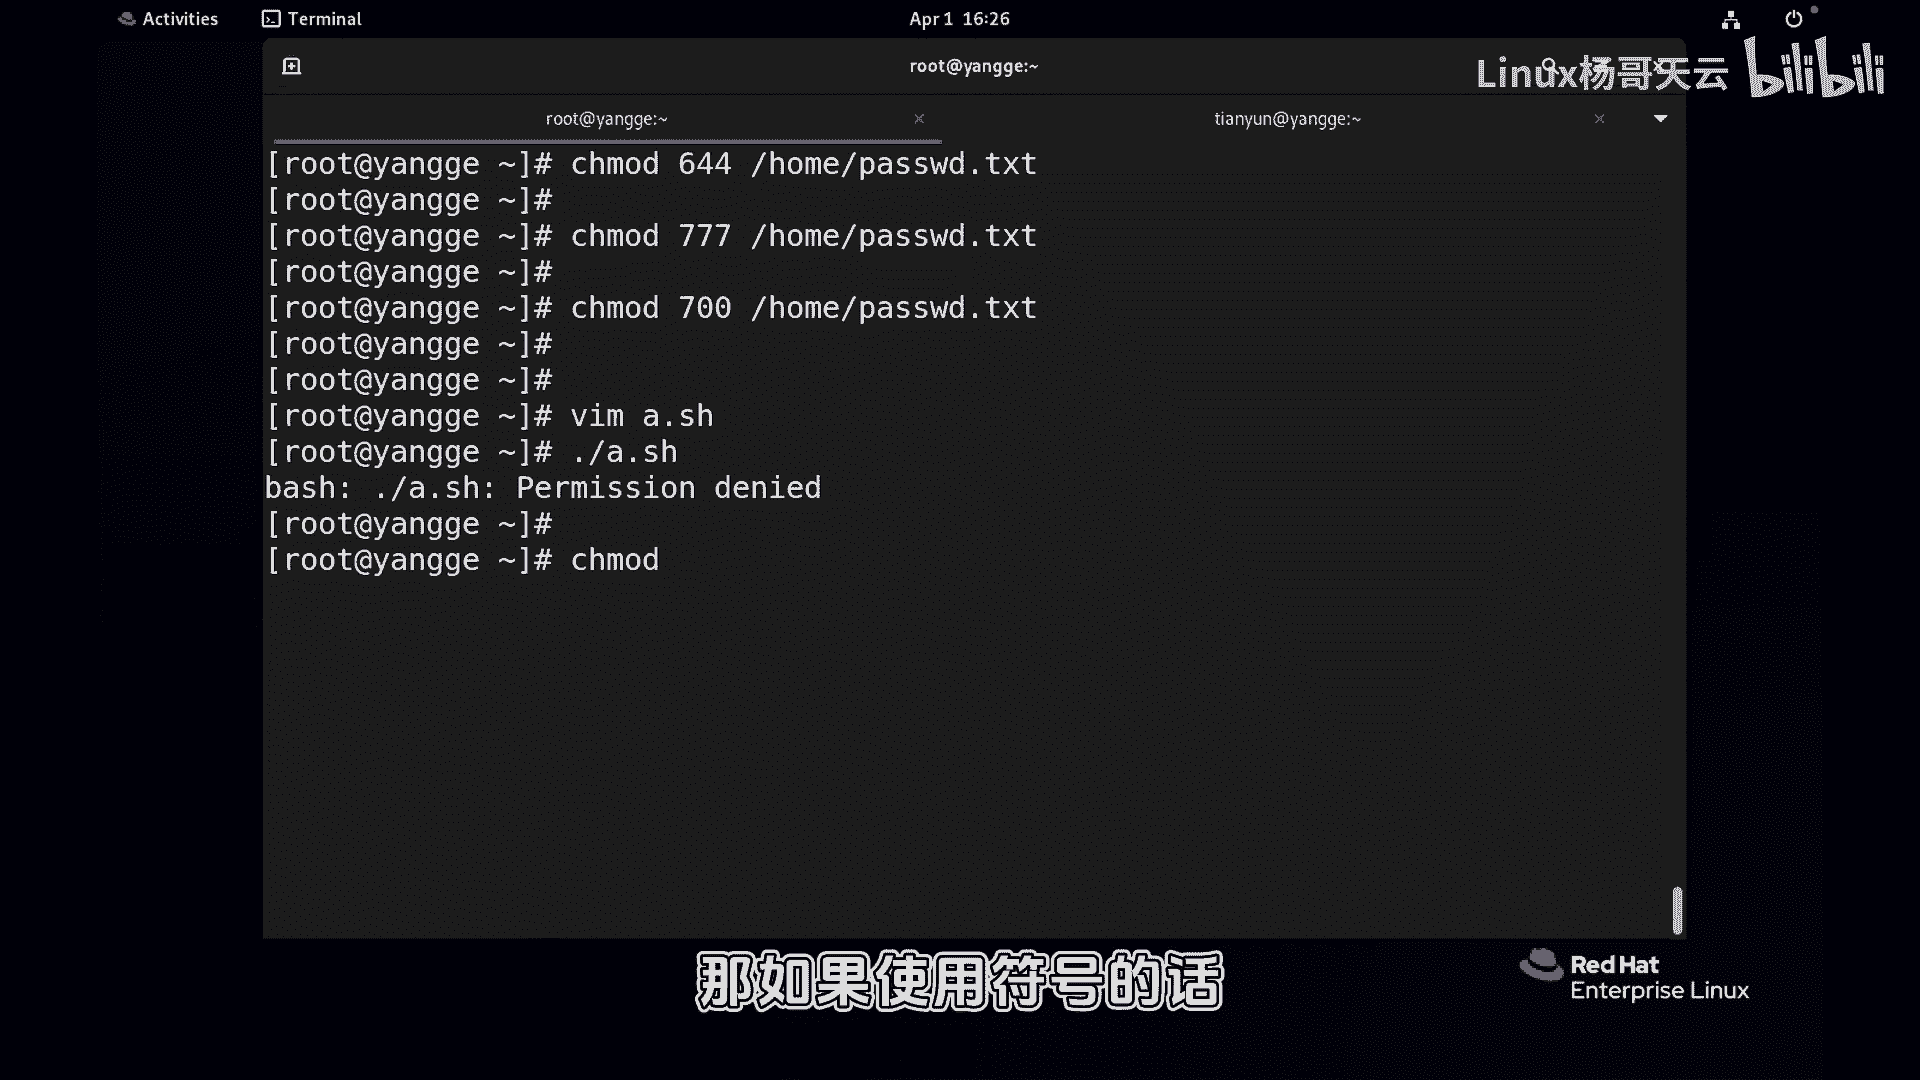 Activities
Terminal
Apr 1 16:26
root@yangge:~
Linux杨哥天云 bilibili
root@yangge:~
tianyun@yangge:~
[root@yangge ~]# chmod 644 /home/passwd.txt
[root@yangge ~]#
[root@yangge ~]# chmod 777 /home/passwd.txt
[root@yangge ~]#
[root@yangge ~]# chmod 700 /home/passwd.txt
[root@yangge ~]#
[root@yangge ~]#
[root@yangge ~]# vim a.sh
[root@yangge ~]# ./a.sh
bash: ./a.sh: Permission denied
[root@yangge ~]#
[root@yangge ~]# chmod
那如果使用符号的话
Red Hat
Enterprise Linux